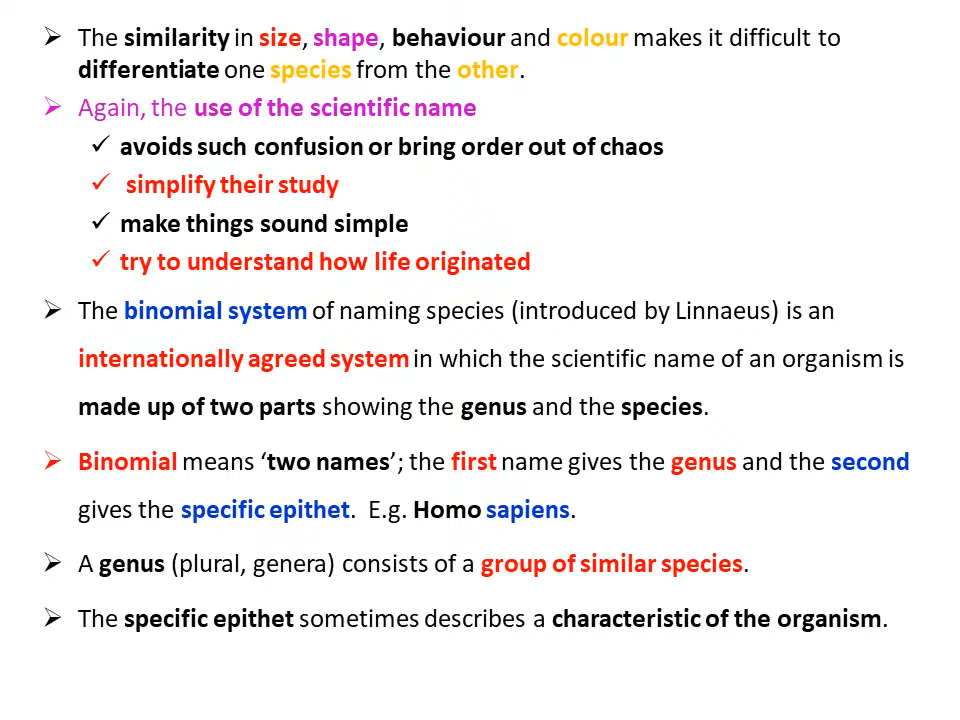 The similarity in size, shape, behaviour and colour makes it difficult to
differentiate one species from the other.
Again, the use of the scientific name
avoids such confusion or bring order out of chaos
simplify their study
make things sound simple
try to understand how life originated
The binomial system of naming species (introduced by Linnaeus) is an
internationally agreed system in which the scientific name of an organism is
made up of two parts showing the genus and the species.
Binomial means ‘two names’; the first name gives the genus and the second
gives the specific epithet. E.g. Homo sapiens.
A genus (plural, genera) consists of a group of similar species.
The specific epithet sometimes describes a characteristic of the organism.